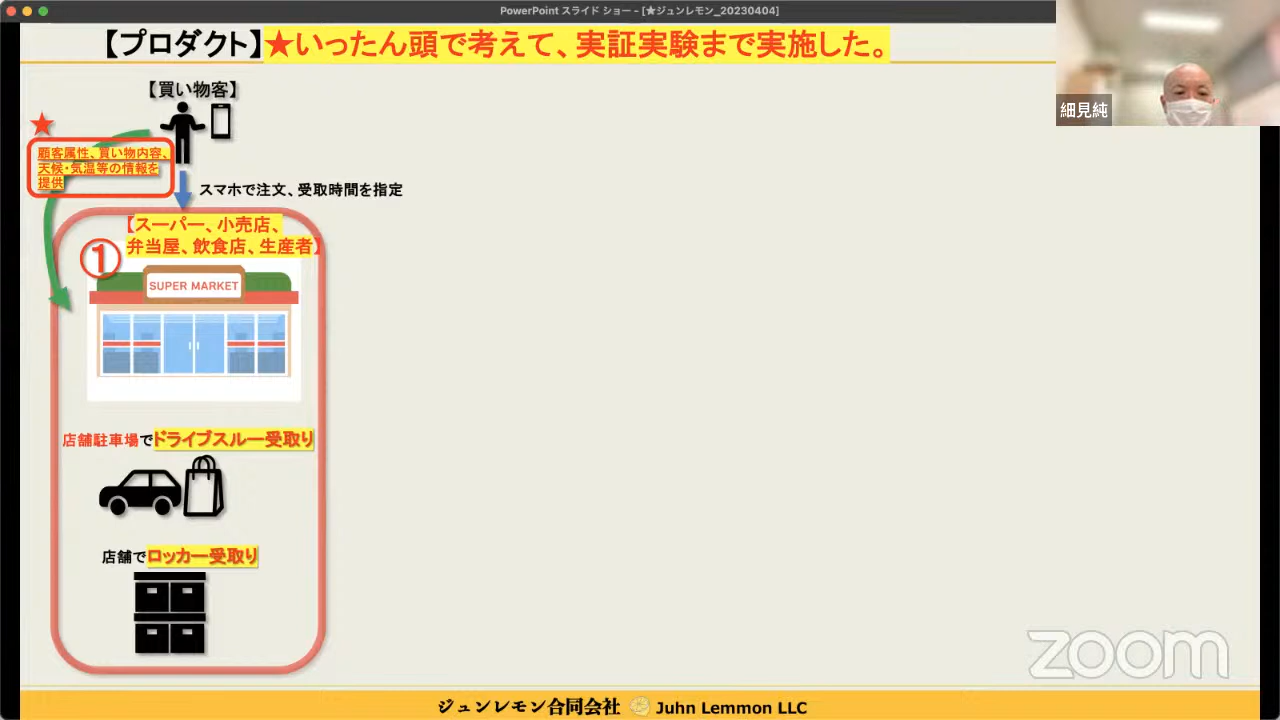 PowerPoint スライド ショー - [★ジュンレモン_20230404]
【プロダクト】★いったん頭で考えて、実証実験まで実施した。
細見純
【買い物客】
★
顧客属性、買い物内容、
天候・気温等の情報を
提供
スマホで注文、受取時間を指定
【スーパー、小売店、
弁当屋、飲食店、生産者】
①
SUPER MARKET
店舗駐車場でドライブスルー受取り
店舗でロッカー受取り
zoom
ジュンレモン合同会社 Juhn Lemmon LLC